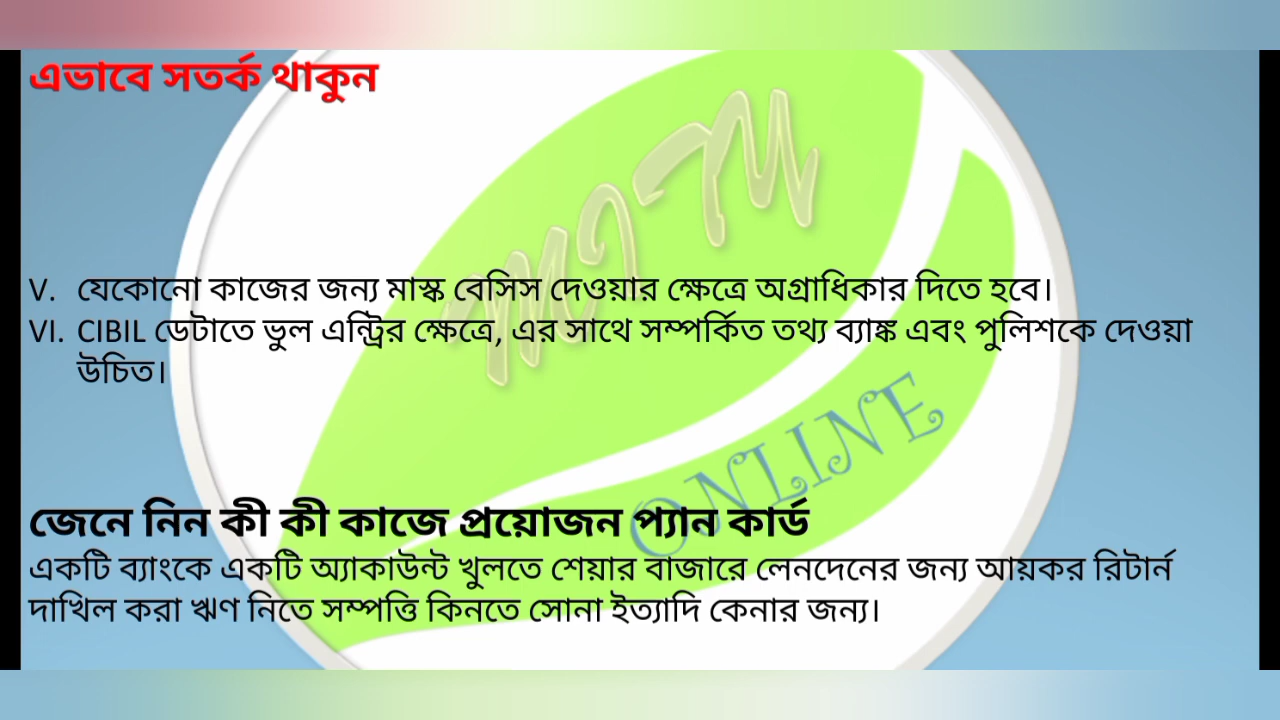 এভাবে সতর্ক থাকুন
মিতা
V. যেকোনো কাজের জন্য মাস্ক বেসিস দেওয়ার ক্ষেত্রে অগ্রাধিকার দিতে হবে।
VI. CIBIL ডেটাতে ভুল এন্ট্রির ক্ষেত্রে, এর সাথে সম্পর্কিত তথ্য ব্যাঙ্ক এবং পুলিশকে দেওয়া
উচিত।
ONLINE
জেনে নিন কী কী কাজে প্রয়োজন প্যান কার্ড
একটি ব্যাংকে একটি অ্যাকাউন্ট খুলতে শেয়ার বাজারে লেনদেনের জন্য আয়কর রিটার্ন
দাখিল করা ঋণ নিতে সম্পত্তি কিনতে সোনা ইত্যাদি কেনার জন্য।